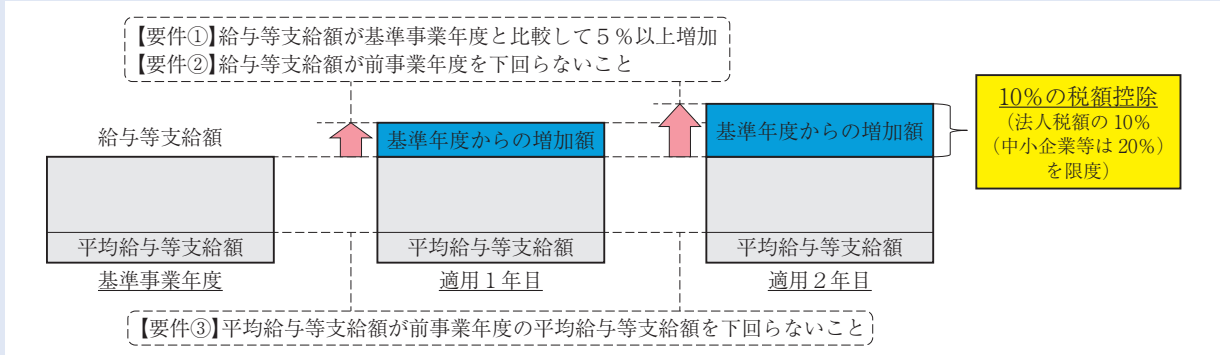 【要件①】給与等支給額が基準事業年度と比較して5％以上増加
【要件②】給与等支給額が前事業年度を下回らないこと
給与等支給額
基準年度からの増加額
基準年度からの増加額
10%の税額控除
（法人税額の 10%
（中小企業等は 20%）
を限度）
平均給与等支給額
平均給与等支給額
平均給与等支給額
基準事業年度
適用1年目
適用2年目
【要件③】平均給与等支給額が前事業年度の平均給与等支給額を下回らないこと